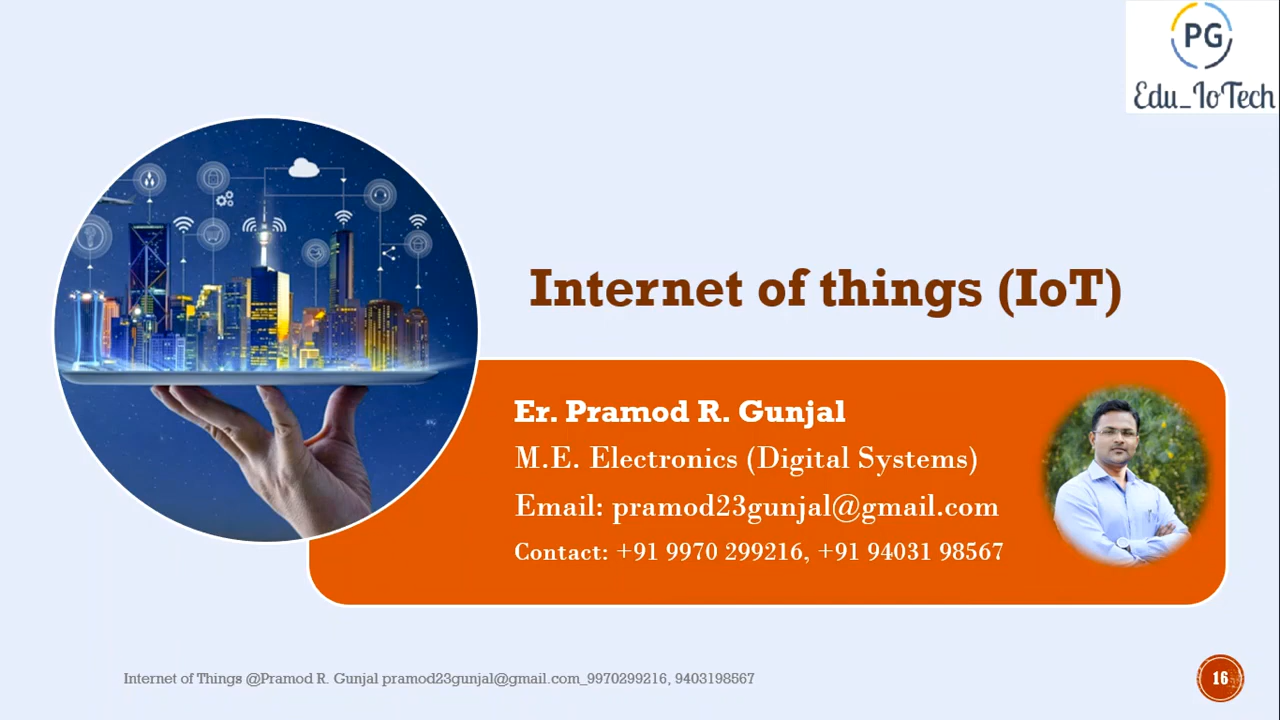 PG
Edu_IoTech
Internet of things (IoT)
Er. Pramod R. Gunjal
M.E. Electronics (Digital Systems)
Email: pramod23gunjal@gmail.com
Contact: +91 9970 299216, +91 94031 98567
Internet of Things @Pramod R. Gunjal pramod23gunjal@gmail.com_9970299216, 9403198567
16